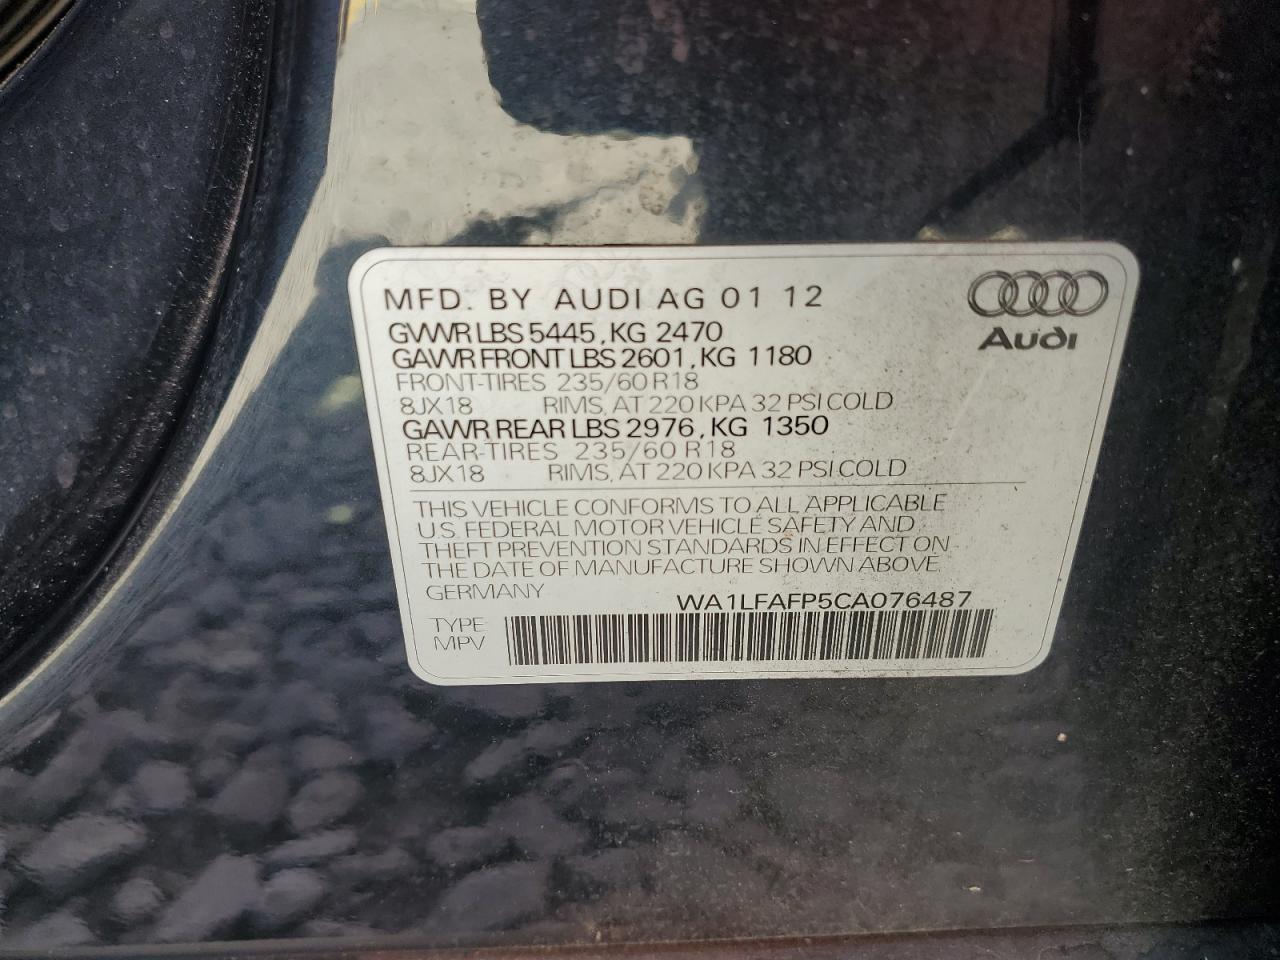 MFD. BY AUDI AG 01 12
Audi
GVWR LBS 5445, KG 2470
GAWR FRONT LBS 2601, KG 1180
FRONT-TIRES 235/60 R18
8JX18 RIMS, AT 220 KPA 32 PSI COLD
GAWR REAR LBS 2976, KG 1350
REAR-TIRES 235/60 R18
8JX18 RIMS, AT 220 KPA 32 PSI COLD
THIS VEHICLE CONFORMS TO ALL APPLICABLE
U.S. FEDERAL MOTOR VEHICLE SAFETY AND
THEFT PREVENTION STANDARDS IN EFFECT ON
THE DATE OF MANUFACTURE SHOWN ABOVE
GERMANY
WA1LFAFP5CA076487
TYPE
MPV